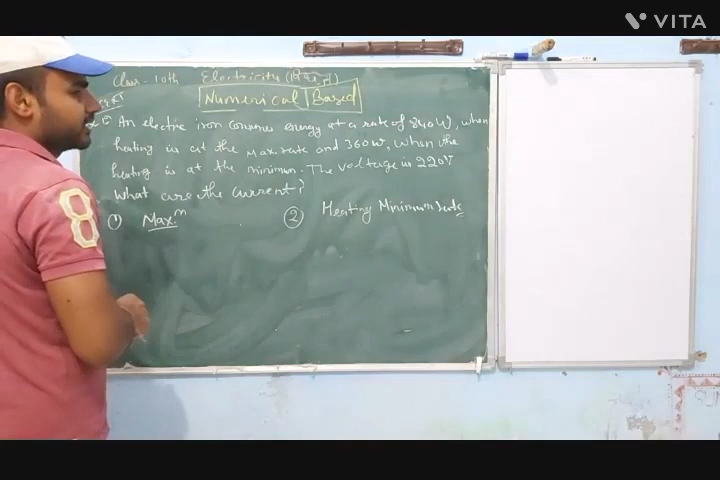 VITA
Class - 10th Electricity (विद्युत)
Numerical Based
An electric iron consumes energy at a rate of 840W, when
heating is at the Max. rate and 360W, when the
heating is at the minimum. The voltage is 220V
What are the current?
① Max.m ② Heating Minimum rate
8